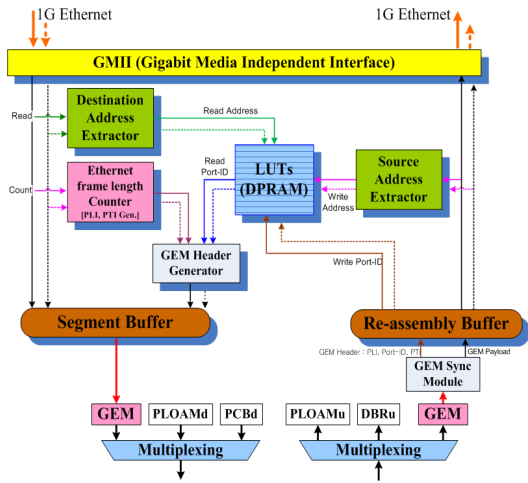 1G Ethernet
1G Ethernet
GMII (Gigabit Media Independent Interface)
Read
Destination
Address
Extractor
Read Address
Count
Ethernet
frame length
Counter
[PLI, PTI Gen.]
Read
Port-ID
LUTs
(DPRAM)
Write
Address
Source
Address
Extractor
GEM Header
Generator
Write Port-ID
Segment Buffer
Re-assembly Buffer
GEM Header : PLI, Port-ID, PTI
GEM Payload
GEM Sync
Module
GEM
PLOAMd
PCBd
PLOAMu
DBRu
GEM
Multiplexing
Multiplexing